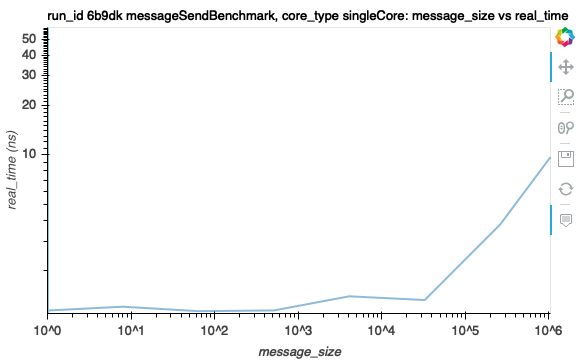 run_id 6b9dk messageSendBenchmark, core_type singleCore: message_size vs real_time
50
40
30
20
10
real_time (ns)
10^0 10^1 10^2 10^3 10^4 10^5 10^6
message_size